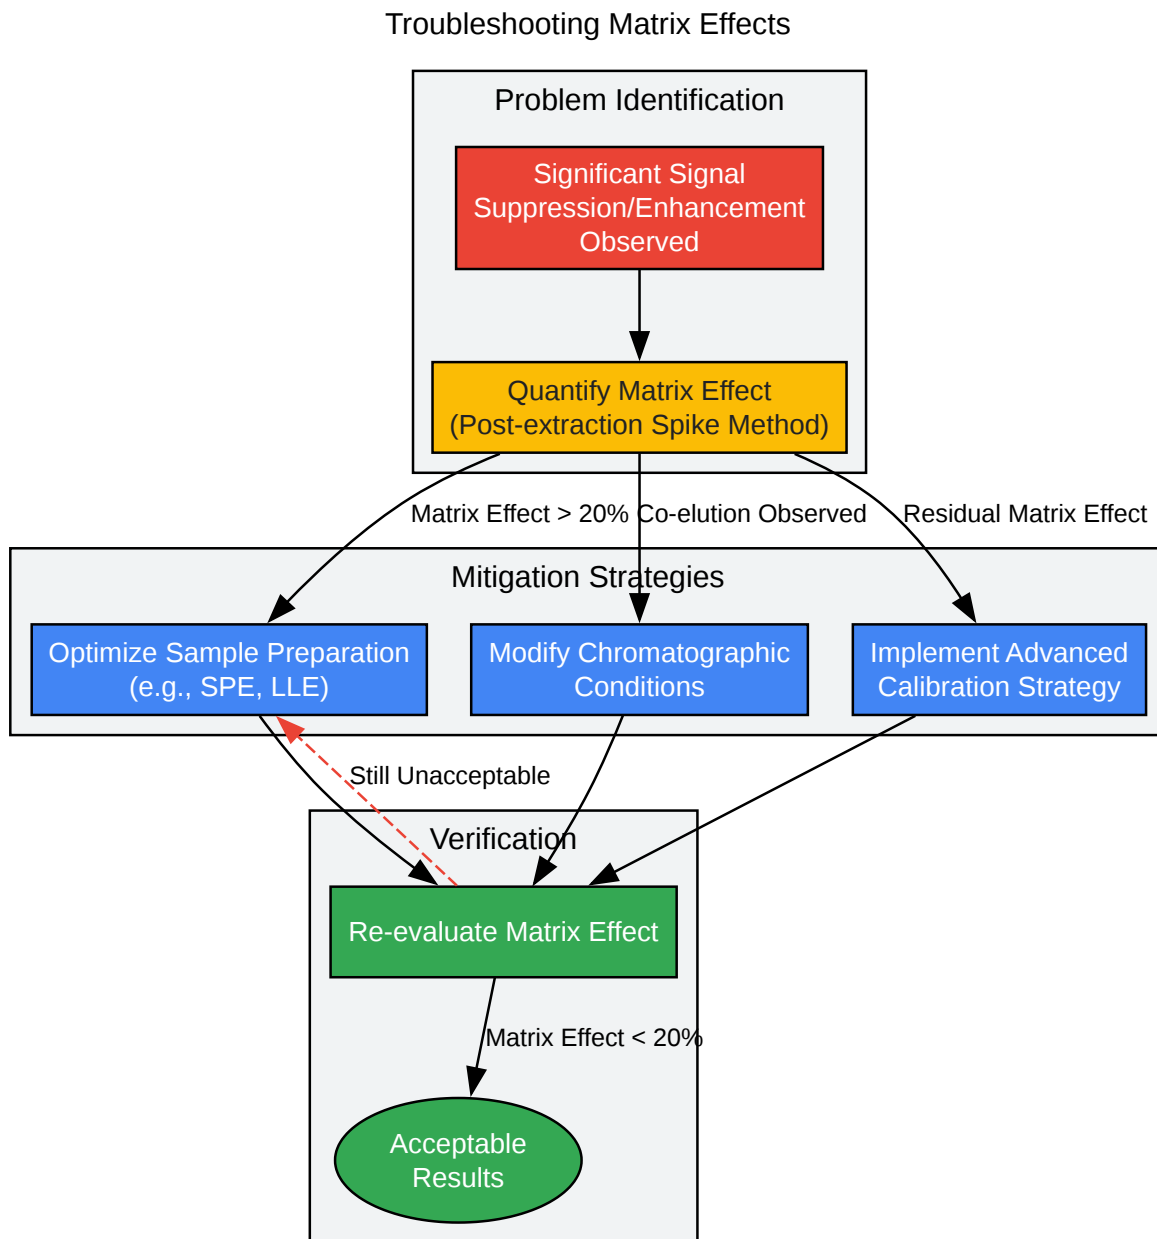 Troubleshooting Matrix Effects
Problem Identification
Significant Signal
Suppression/Enhancement
Observed
Quantify Matrix Effect
(Post-extraction Spike Method)
Matrix Effect > 20%
Co-elution Observed
Residual Matrix Effect
Mitigation Strategies
Optimize Sample Preparation
(e.g., SPE, LLE)
Modify Chromatographic
Conditions
Implement Advanced
Calibration Strategy
Still Unacceptable
Verification
Re-evaluate Matrix Effect
Matrix Effect < 20%
Acceptable
Results